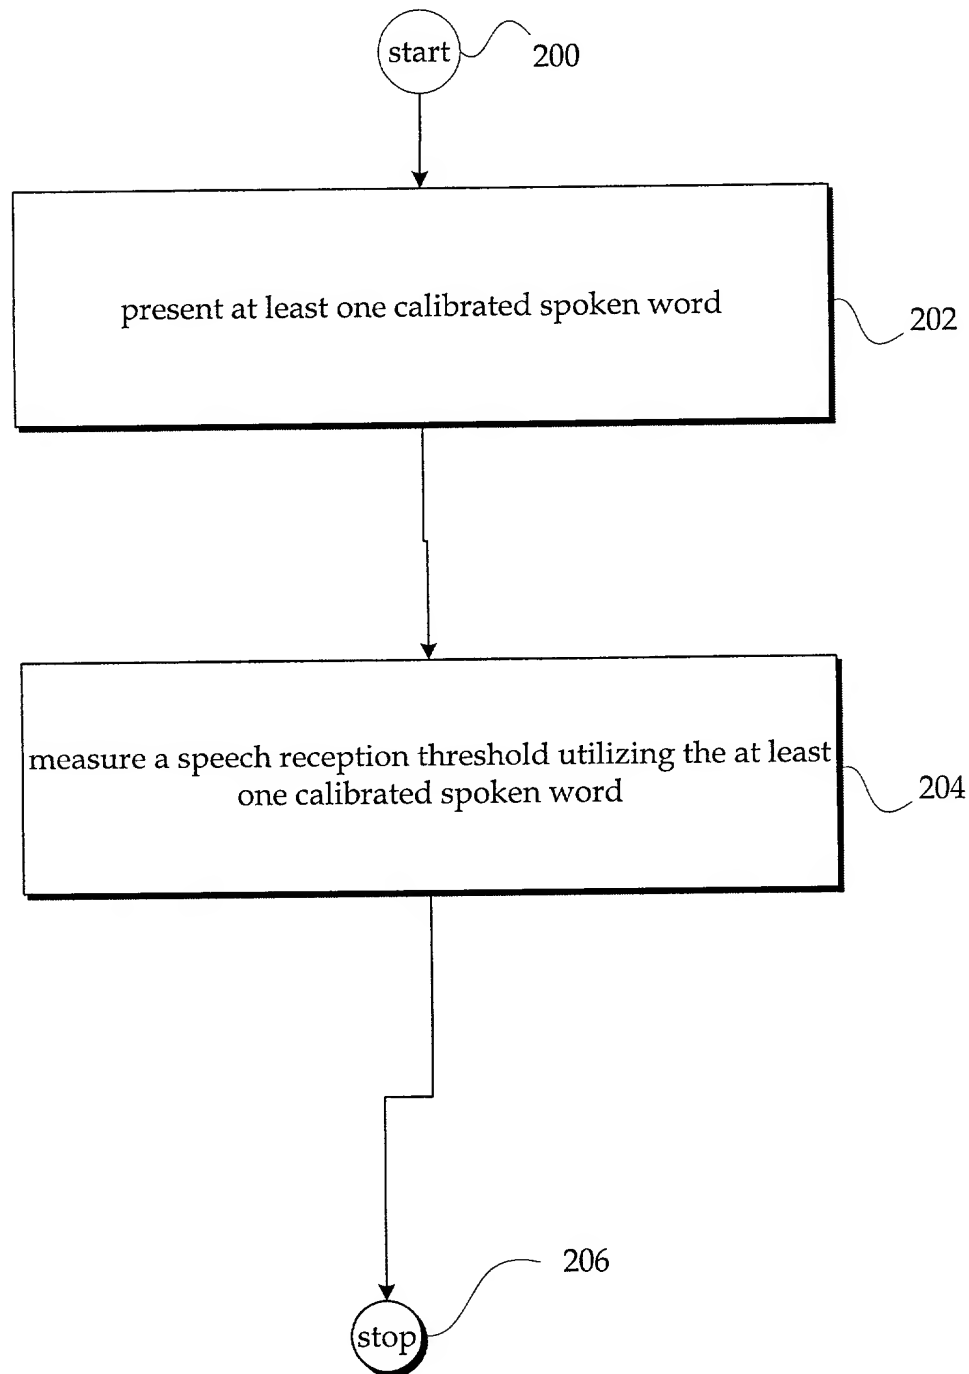 start
200
present at least one calibrated spoken word
202
measure a speech reception threshold utilizing the at least
one calibrated spoken word
204
206
stop